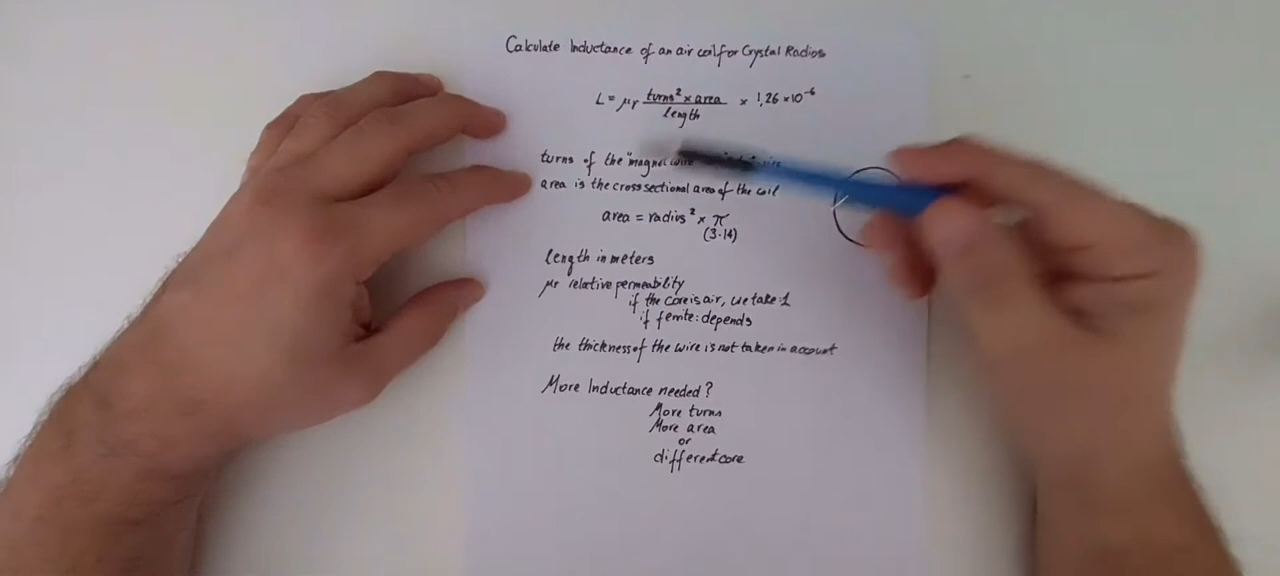 Calculate Inductance of an air coil for Crystal Radios
L = μr turns² x area / length x 1,26 x 10⁻⁶
turns of the "magnet wire
area is the cross sectional area of the coil
area = radius² x π
(3.14)
length in meters
μr relative permeability
if the core is air, we take 1
if ferrite: depends
the thickness of the wire is not taken in account
More Inductance needed?
More turns
More area
or
different core